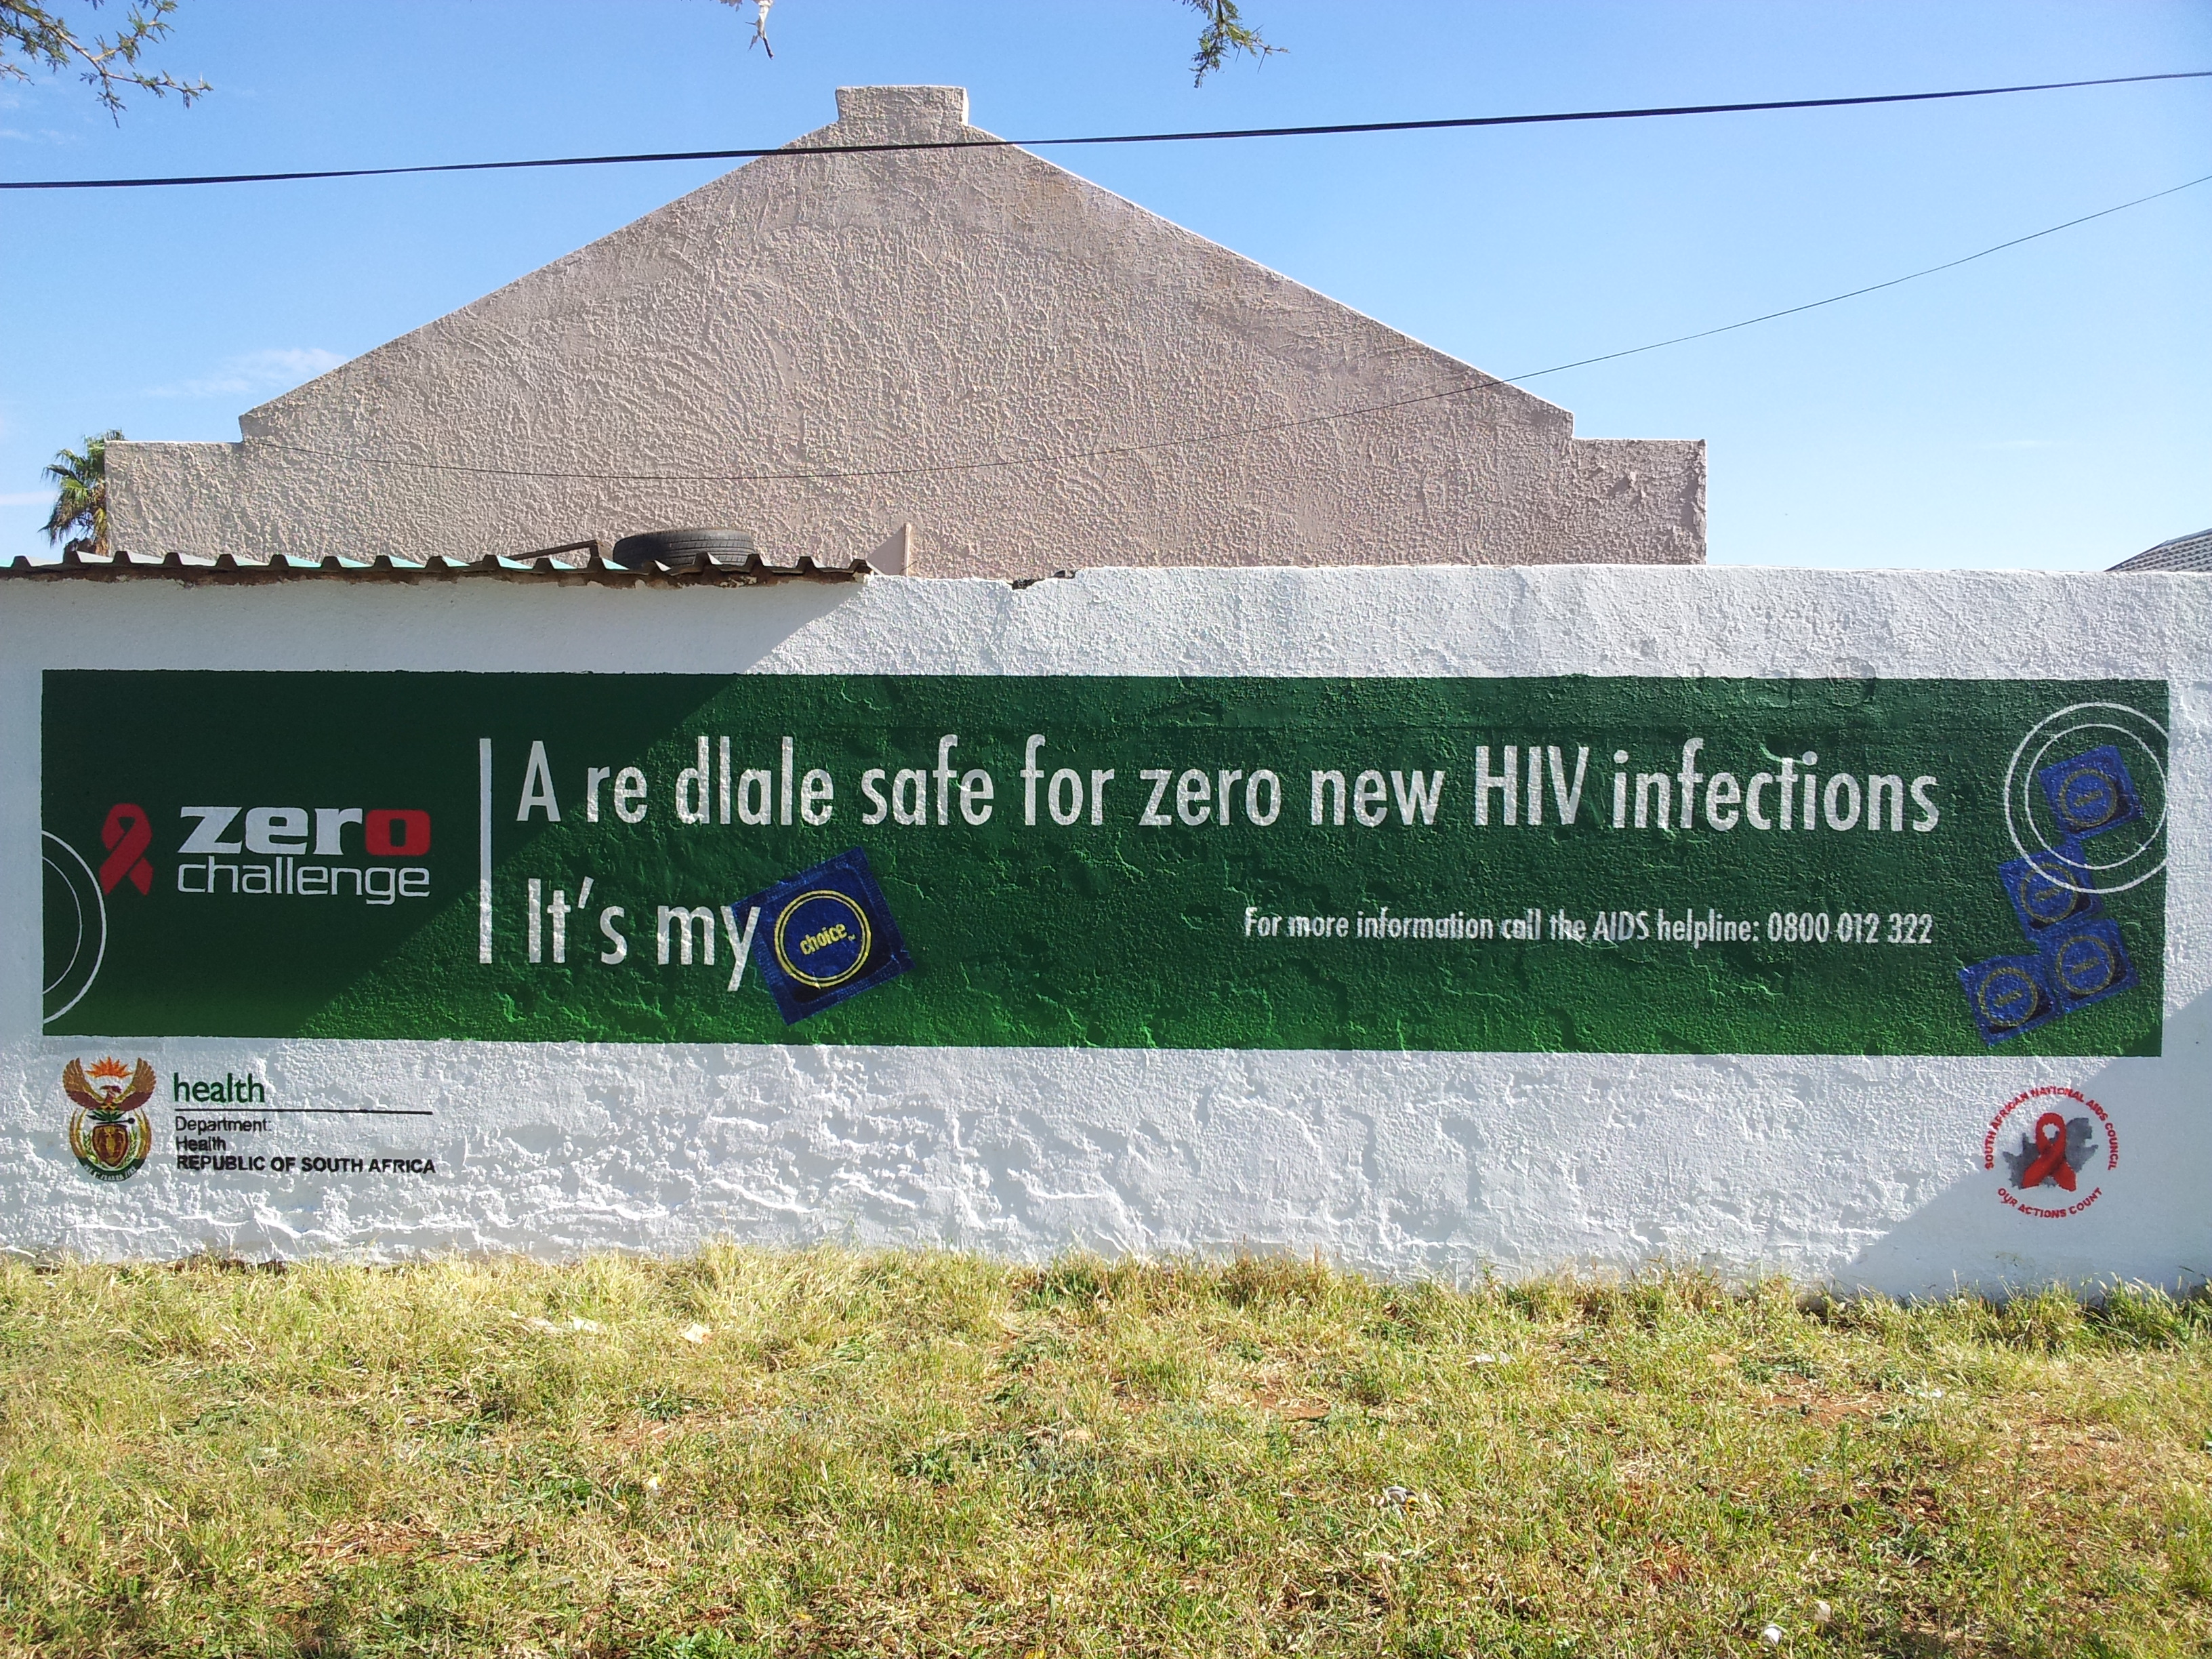 zero
challenge
A re dlale safe for zero new HIV infections
It's my choice
For more information call the AIDS helpline: 0800 012 322
health
Department:
Health
REPUBLIC OF SOUTH AFRICA
SOUTH AFRICAN NATIONAL AIDS COUNCIL
OUR ACTIONS COUNT